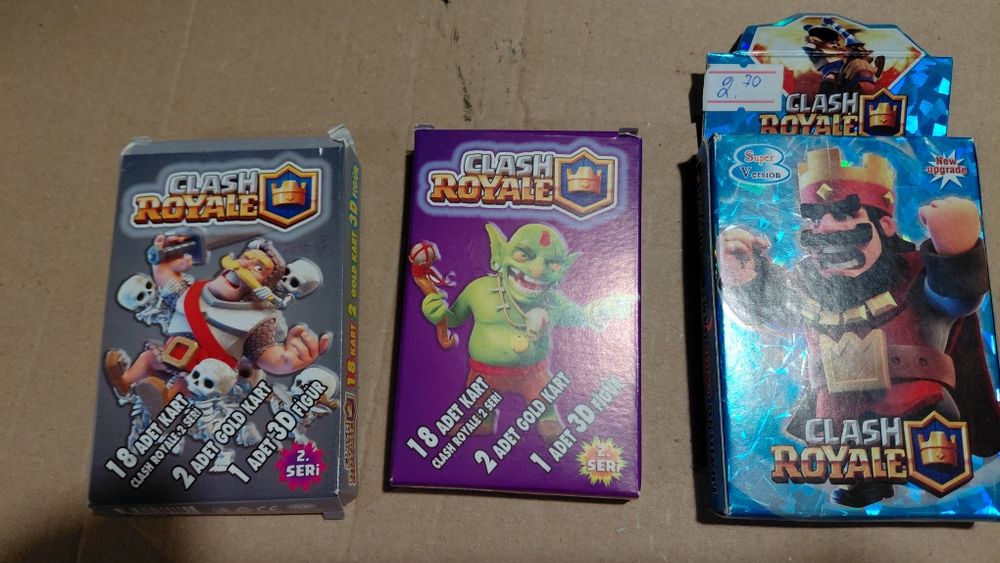 CLASH
ROYALE
18 ADET KART
CLASH ROYALL-2 SERİ
2 ADET GOLD KART
1 ADET 3D FİGÜR
2.
SERİ
18 KART 2 GOLD KART 3D FİGÜR
CLASH
ROYALE
CLASH
ROYALE
18 ADET KART
CLASH ROYALL-2 SERİ
2 ADET GOLD KART
1 ADET 3D FİGÜR
2.
SERİ
2.70
CLASH
ROYALE
Super
Version
New
upgrade
CLASH
ROYALE